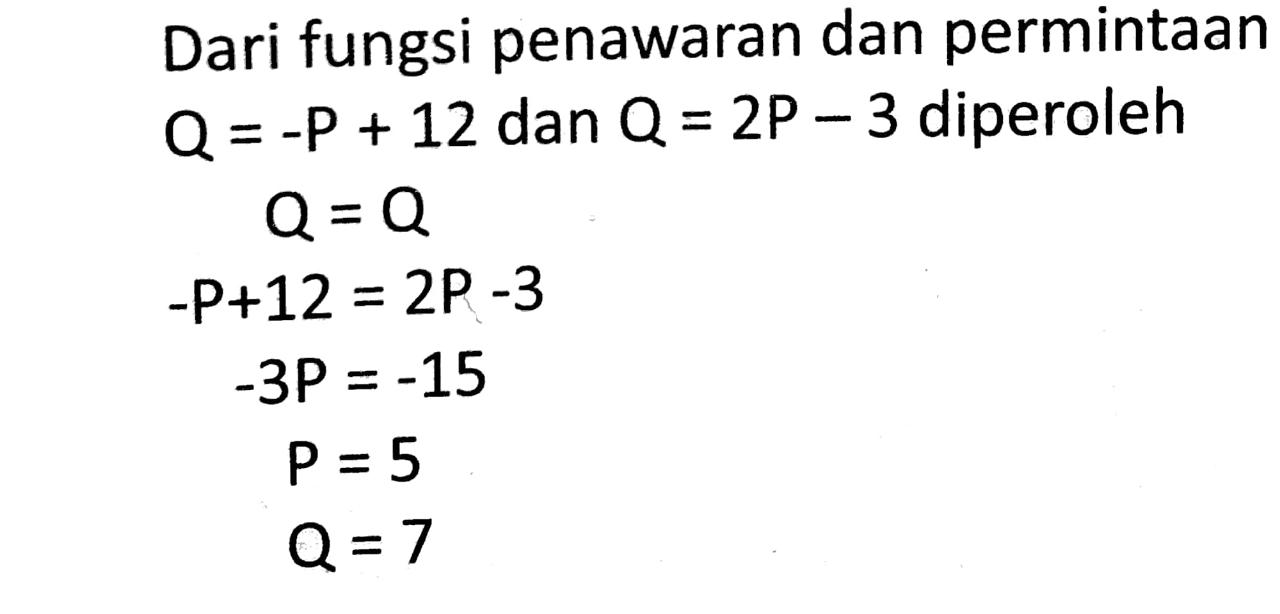 Dari fungsi penawaran dan permintaan
Q = -P + 12 dan Q = 2P – 3 diperoleh
Q = Q
-P+12 = 2P -3
-3P = -15
P = 5
Q = 7